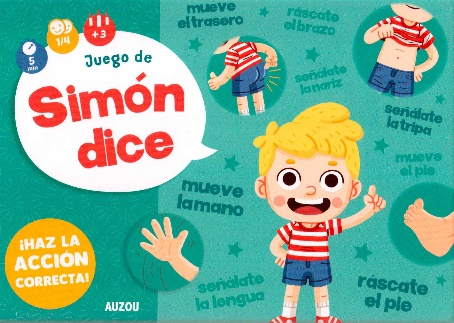 5
min
1/4
+3
Juego de
Simón
dice
mueve
el trasero
ráscate
el brazo
señálate
la nariz
señálate
la tripa
mueve
el pie
mueve
la mano
señálate
la lengua
ráscate
el pie
¡HAZ LA
ACCIÓN
CORRECTA!
AUZOU